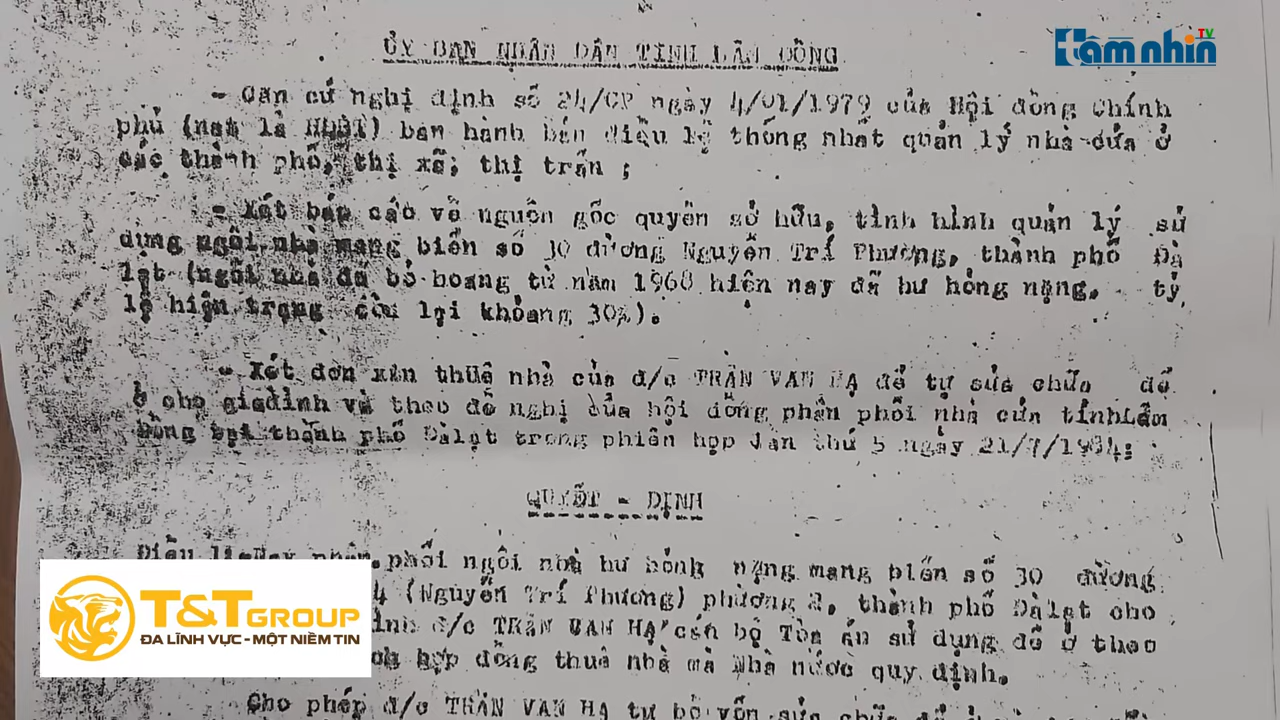 tầm nhìn TV
ỦY BAN NHÂN DÂN TỈNH LÂM ĐỒNG
- Căn cứ nghị định số 24/CP ngày 4/01/1979 của Hội đồng Chính
phủ (nay là HĐBT) ban hành bản điều lệ thống nhất quản lý nhà cửa ở
các thành phố, thị xã, thị trấn ;
- Xét báo cáo về nguồn gốc quyền sở hữu, tình hình quản lý sử
dụng ngôi nhà mang biển số 30 đường Nguyễn Trí Phương, thành phố Đà
lạt (ngôi nhà đã bỏ hoang từ năm 1968 hiện nay đã hư hỏng nặng, tỷ
lệ hiện trạng còn lại khoảng 30%).
- Xét đơn xin thuê nhà của đ/c TRẦN VAN HẠ để tự sửa chữa để
ở cho giađình và theo đề nghị của hội đồng phân phối nhà cửa tỉnhLâm
Đồng tại thành phố Đàlạt trong phiên họp lần thứ 5 ngày 21/7/1984:
QUYẾT - ĐỊNH
phối ngôi nhà hư hỏng nặng mang biển số 30 đường
4 (Nguyễn Trí Phương) phường 2, thành phố Đàlạt cho
đ/c TRẦN VAN HẠ cán bộ Tòa án sử dụng để ở theo
hợp đồng thuê nhà mà Nhà nước quy định.
Cho phép đ/c TRẦN VAN HẠ tự bỏ vốn sửa chữa để ở
T&T GROUP
ĐA LĨNH VỰC - MỘT NIỀM TIN